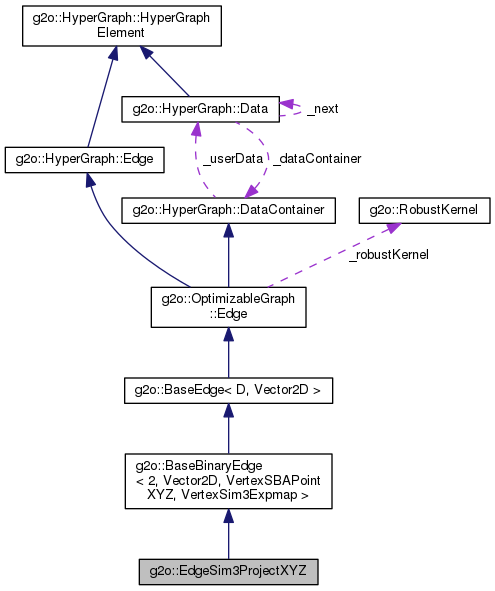 g2o::HyperGraph::HyperGraph
Element
g2o::HyperGraph::Data
_next
g2o::HyperGraph::Edge
_userData
_dataContainer
g2o::HyperGraph::DataContainer
g2o::RobustKernel
_robustKernel
g2o::OptimizableGraph
::Edge
g2o::BaseEdge< D, Vector2D >
g2o::BaseBinaryEdge
< 2, Vector2D, VertexSBAPoint
XYZ, VertexSim3Expmap >
g2o::EdgeSim3ProjectXYZ